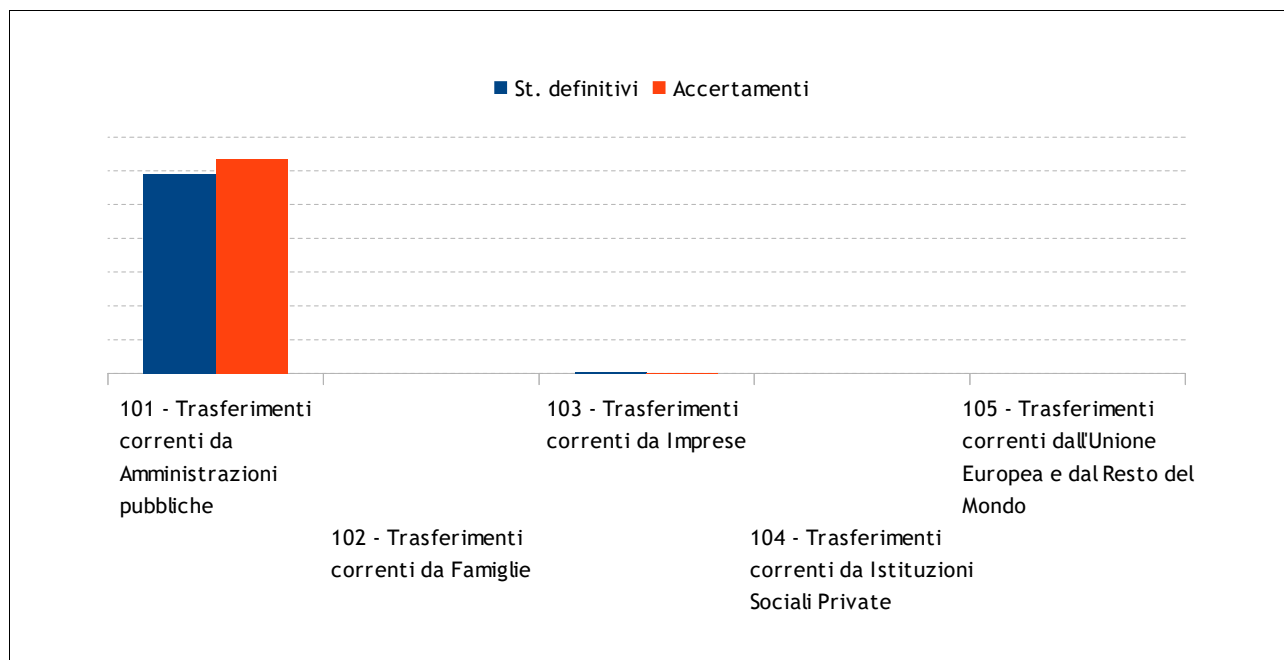 St. definitivi Accertamenti
101 - Trasferimenti
correnti da
Amministrazioni
pubbliche
102 - Trasferimenti
correnti da Famiglie
103 - Trasferimenti
correnti da Imprese
104 - Trasferimenti
correnti da Istituzioni
Sociali Private
105 - Trasferimenti
correnti dall'Unione
Europea e dal Resto del
Mondo